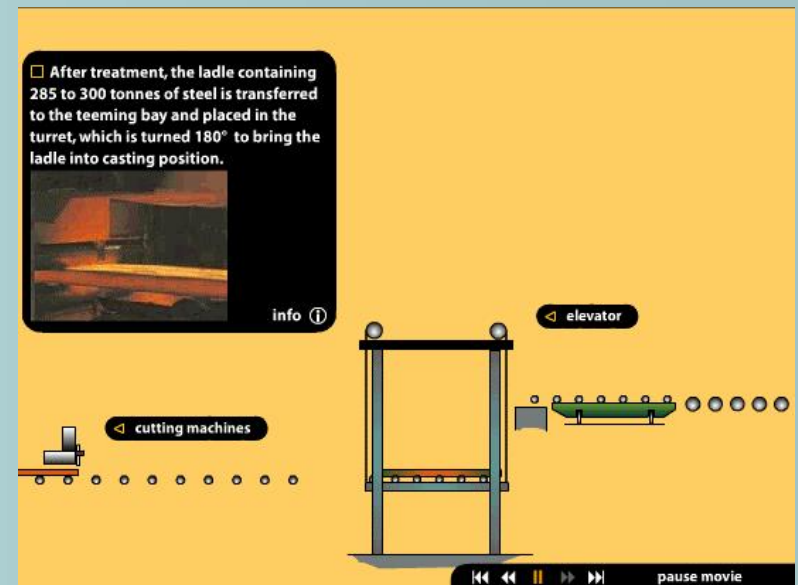 After treatment, the ladle containing
285 to 300 tonnes of steel is transferred
to the teeming bay and placed in the
turret, which is turned 180° to bring the
ladle into casting position.
info
elevator
cutting machines
pause movie